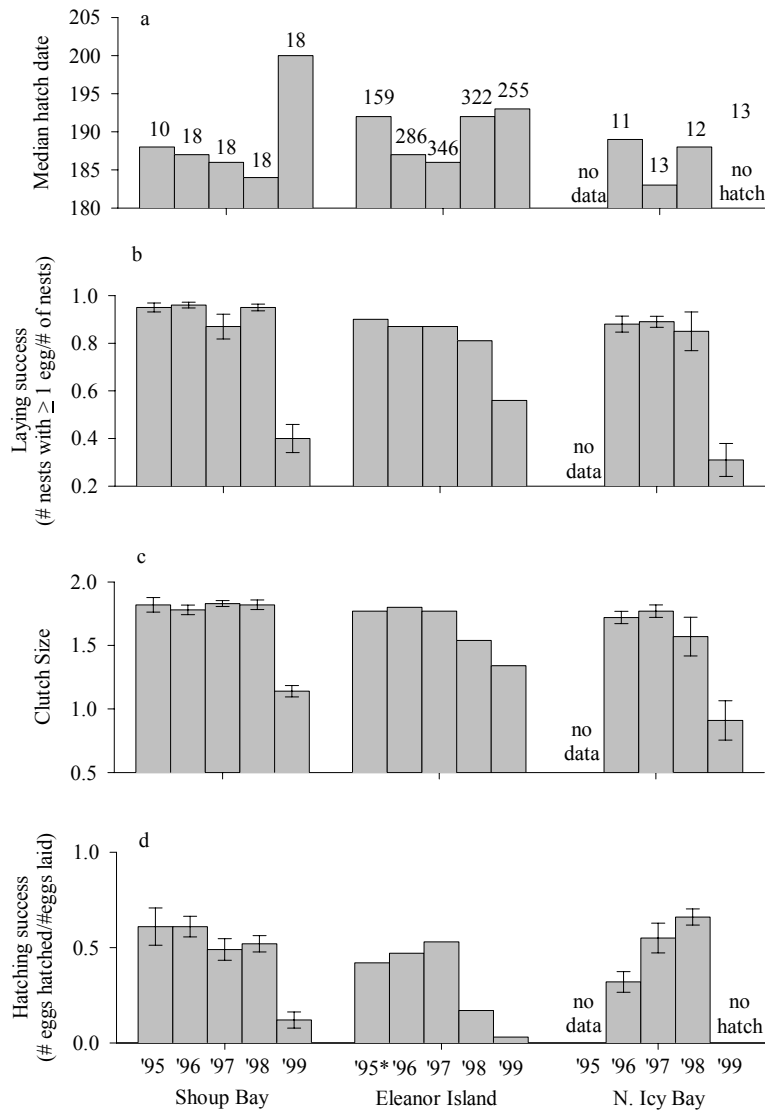 a
Median hatch date
205
200
195
190
185
180
10
18
18
18
18
159
286
346
322
255
no data
11
13
12
13
no hatch
b
Laying success
(# nests with ≥ 1 egg/# of nests)
1.0
0.8
0.6
0.4
0.2
no data
c
Clutch Size
2.0
1.5
1.0
0.5
no data
d
Hatching success
(# eggs hatched/#eggs laid)
1.0
0.5
0.0
no data
no hatch
'95 '96 '97 '98 '99
'95* '96 '97 '98 '99
'95 '96 '97 '98 '99
Shoup Bay
Eleanor Island
N. Icy Bay